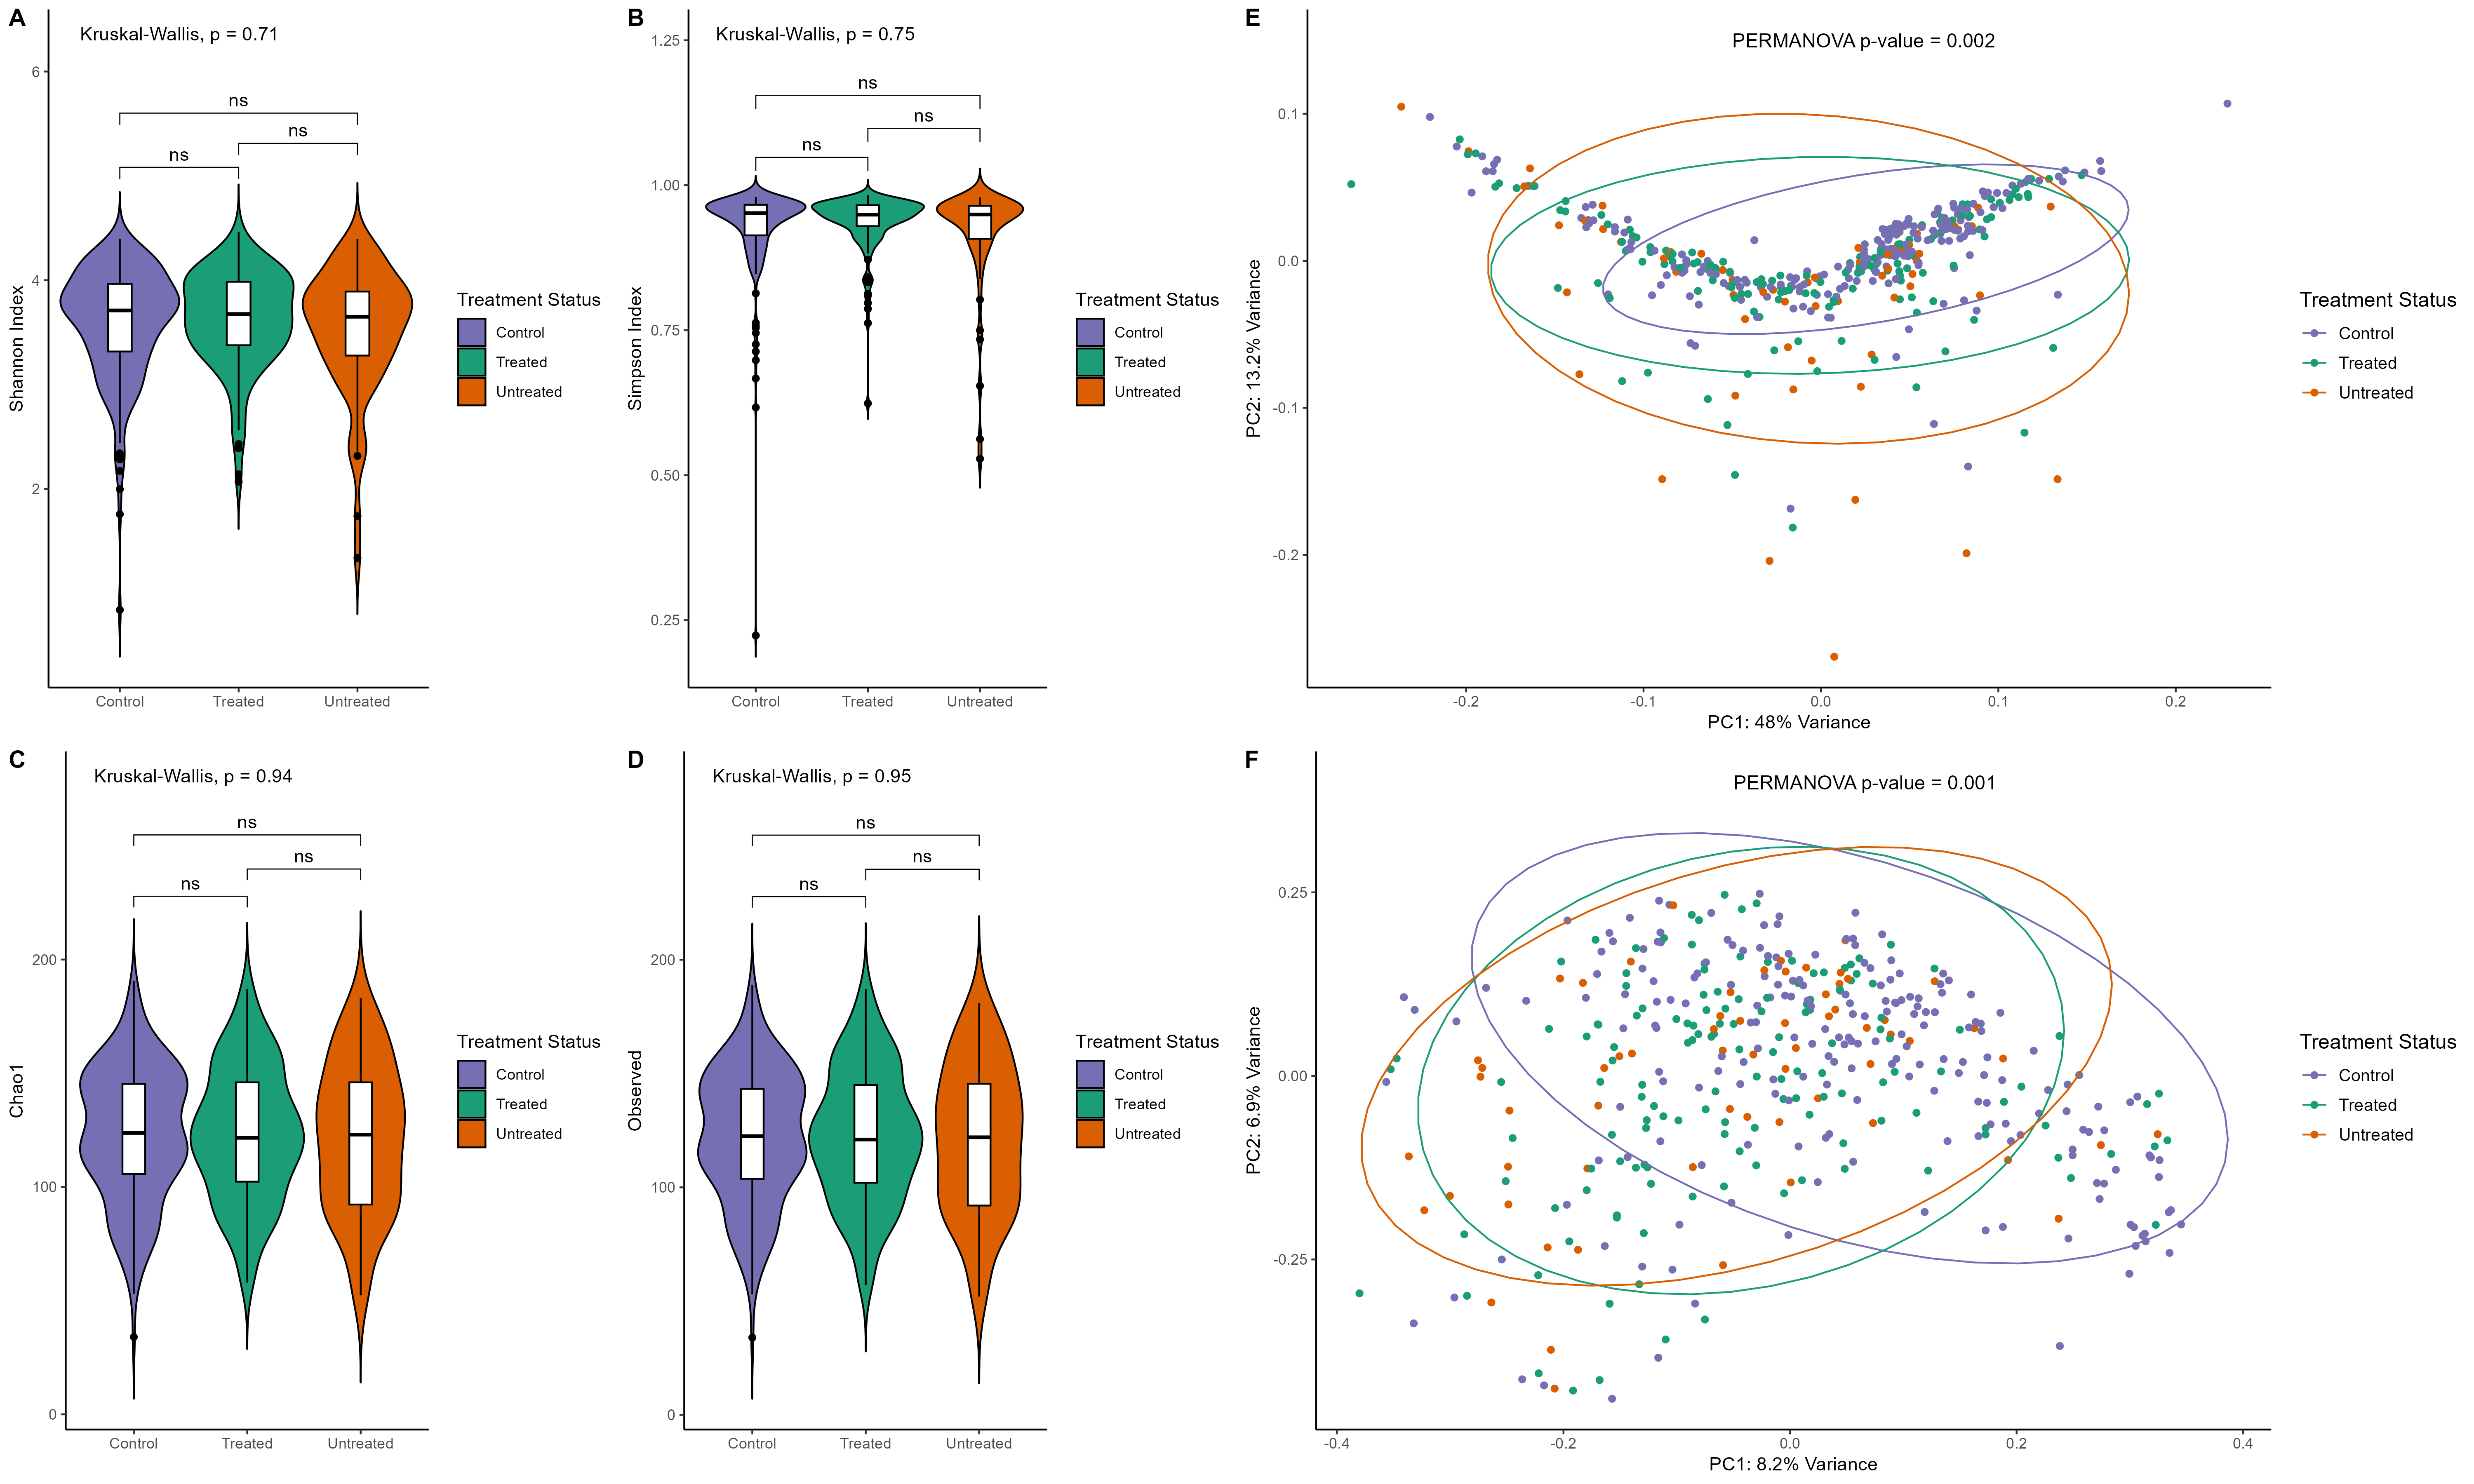 A
Kruskal-Wallis, p = 0.71
ns
ns
ns
6
4
2
Shannon Index
Control
Treated
Untreated
Treatment Status
Control
Treated
Untreated
B
Kruskal-Wallis, p = 0.75
ns
ns
ns
1.25
1.00
0.75
0.50
0.25
Simpson Index
Control
Treated
Untreated
Treatment Status
Control
Treated
Untreated
E
PERMANOVA p-value = 0.002
0.1
0.0
-0.1
-0.2
PC2: 13.2% Variance
-0.2
-0.1
0.0
0.1
0.2
PC1: 48% Variance
Treatment Status
Control
Treated
Untreated
C
Kruskal-Wallis, p = 0.94
ns
ns
ns
200
100
0
Chao1
Control
Treated
Untreated
Treatment Status
Control
Treated
Untreated
D
Kruskal-Wallis, p = 0.95
ns
ns
ns
200
100
0
Observed
Control
Treated
Untreated
Treatment Status
Control
Treated
Untreated
F
PERMANOVA p-value = 0.001
0.25
0.00
-0.25
PC2: 6.9% Variance
-0.4
-0.2
0.0
0.2
0.4
PC1: 8.2% Variance
Treatment Status
Control
Treated
Untreated